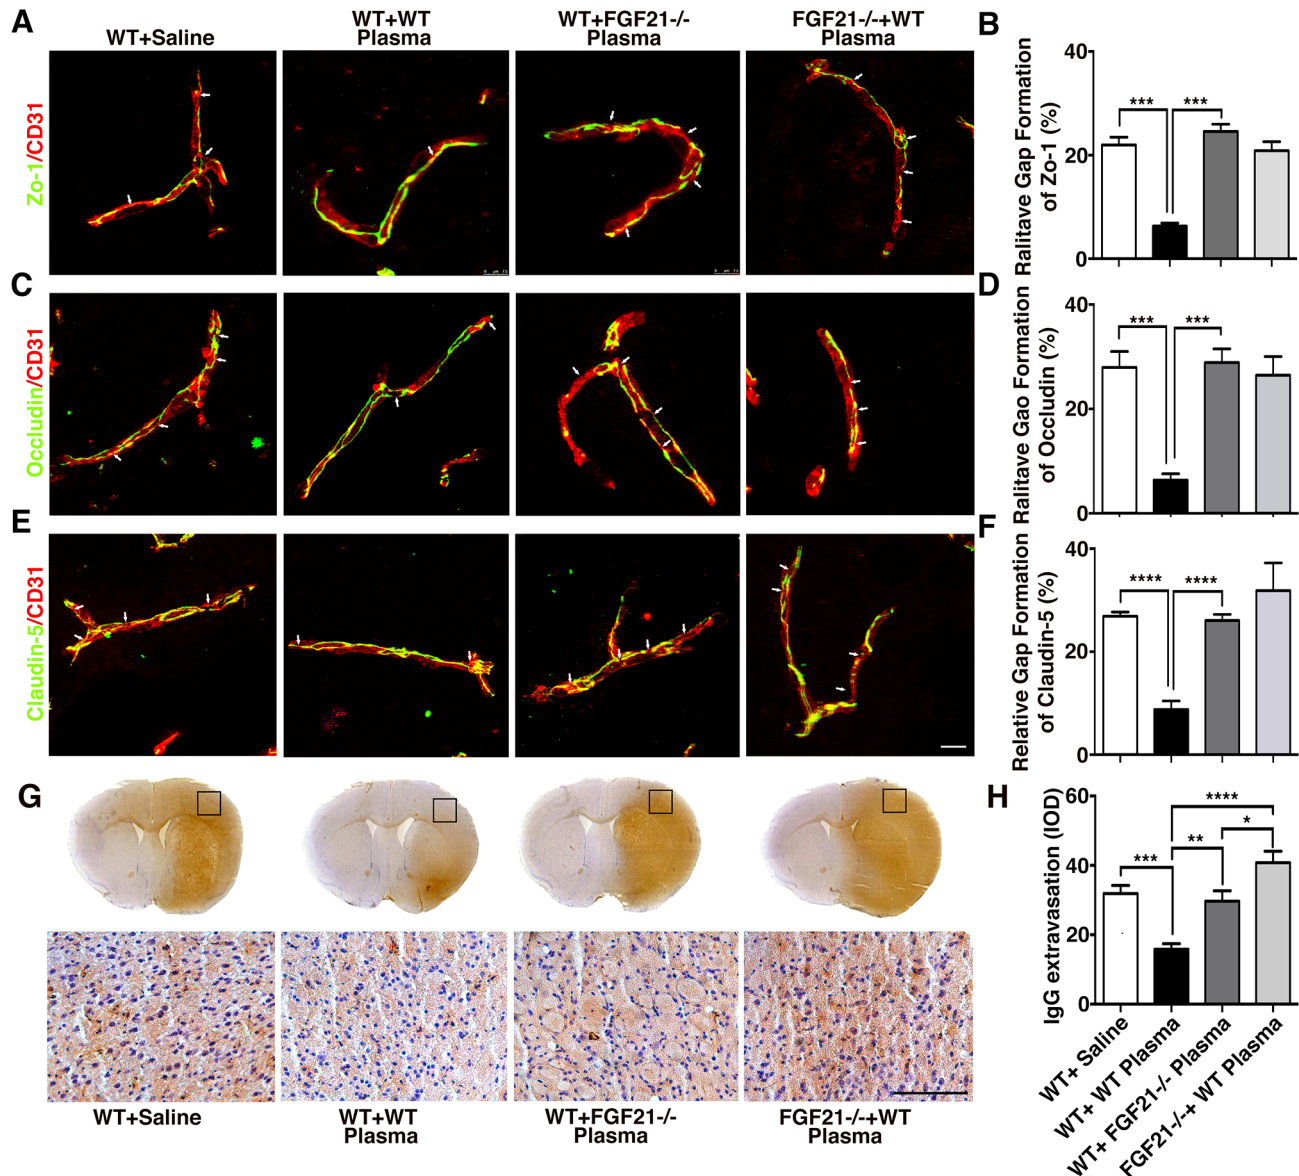 A
WT+Saline
WT+WT
Plasma
WT+FGF21-/-
Plasma
FGF21-/-+WT
Plasma
Zo-1/CD31
B
Ralitave Gap Formation
of Zo-1 (%)
40
20
0
***
***
C
Occludin/CD31
D
Ralitave Gao Formation
of Occludin (%)
40
20
0
***
***
E
Claudin-5/CD31
F
Relative Gap Formation
of Claudin-5 (%)
40
20
0
****
****
G
WT+Saline
WT+WT
Plasma
WT+FGF21-/-
Plasma
FGF21-/-+WT
Plasma
H
IgG extravasation (IOD)
60
40
20
0
***
**
****
*
WT+ Saline
WT+ WT Plasma
WT+ FGF21-/- Plasma
FGF21-/-+ WT Plasma